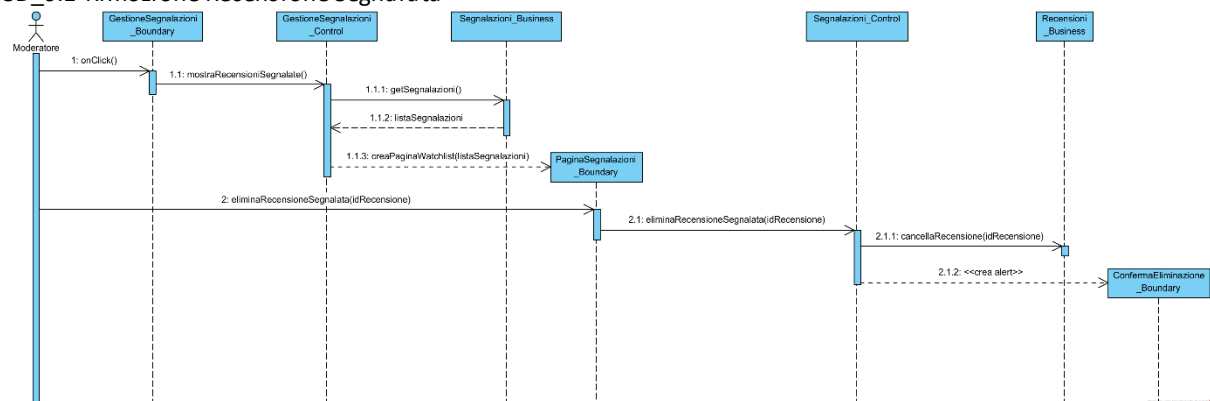 Recensione Segnalata
GestioneSegnalazioni
_Boundary
GestioneSegnalazioni
_Control
Segnalazioni_Business
Segnalazioni_Control
Recensioni
_Business
Moderatore
1: onClick()
1.1: mostraRecensioniSegnalate()
1.1.1: getSegnalazioni()
1.1.2: listaSegnalazioni
1.1.3: creaPaginaWatchlist(listaSegnalazioni)
PaginaSegnalazioni
_Boundary
2: eliminaRecensioneSegnalata(idRecensione)
2.1: eliminaRecensioneSegnalata(idRecensione)
2.1.1: cancellaRecensione(idRecensione)
2.1.2: <<crea alert>>
ConfermaEliminazione
_Boundary